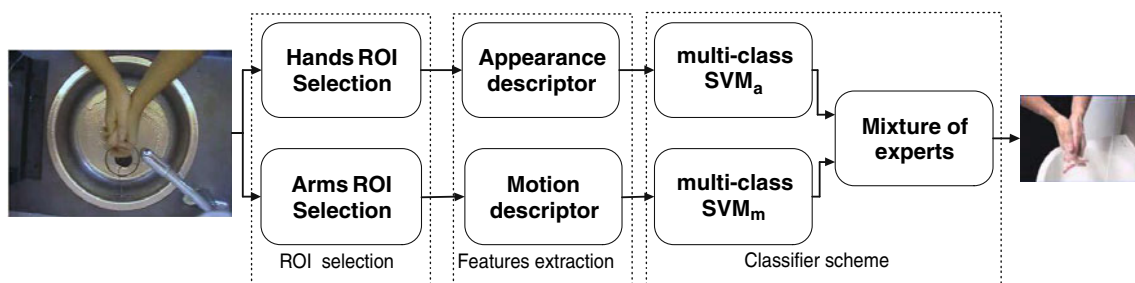 Hands ROI
Selection
Appearance
descriptor
multi-class
SVMa
Mixture of
experts
Arms ROI
Selection
Motion
descriptor
multi-class
SVMm
ROI selection
Features extraction
Classifier scheme